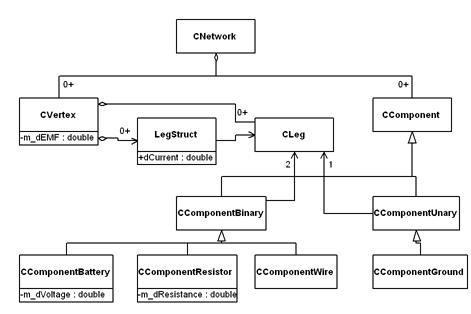 CNetwork
0+
0+
CVertex
-m_dEMF : double
0+
LegStruct
+dCurrent : double
0+
CLeg
CComponent
2
1
CComponentBinary
CComponentUnary
CComponentBattery
-m_dVoltage : double
CComponentResistor
-m_dResistance : double
CComponentWire
CComponentGround